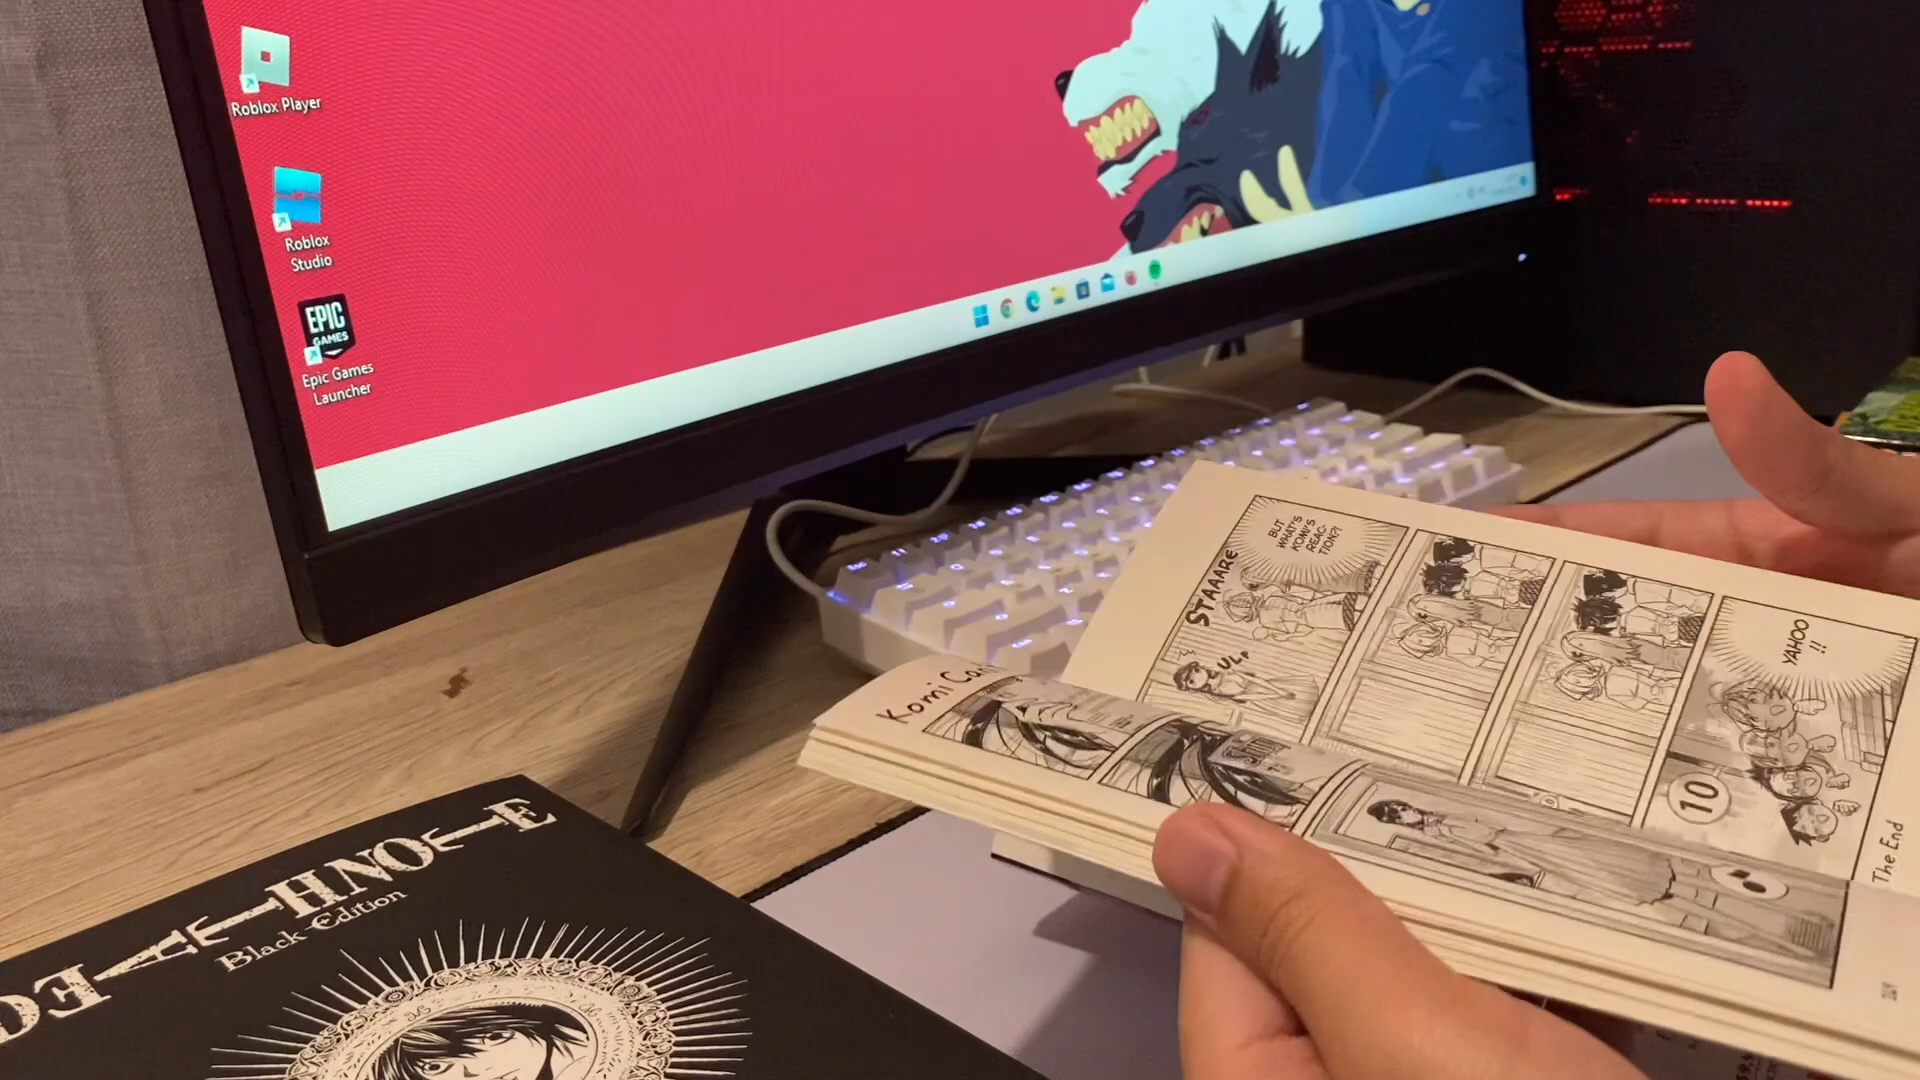 Roblox Player
Roblox
Studio
EPIC
GAMES
Epic Games
Launcher
BUT
WHAT'S
KOMI'S
REAC-
TION?!
STAAARE
GULP
YAHOO
!!
10
The End
Komi Can
DEATH NOTE
Black Edition